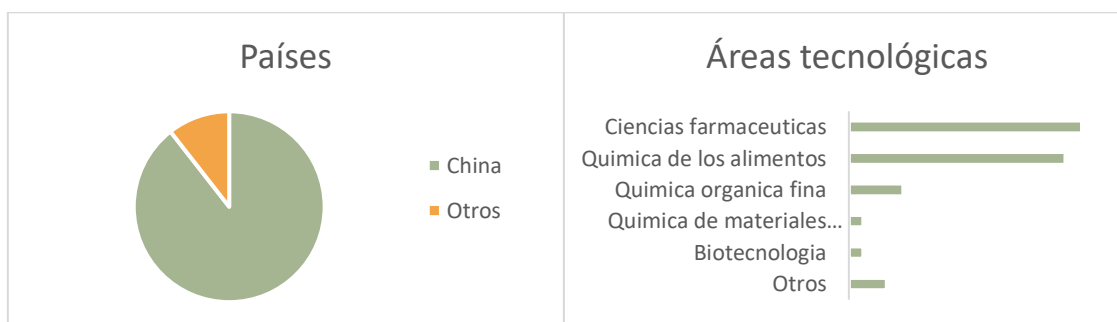 Países
China
Otros
Áreas tecnológicas
Ciencias farmaceuticas
Quimica de los alimentos
Quimica organica fina
Quimica de materiales...
Biotecnologia
Otros